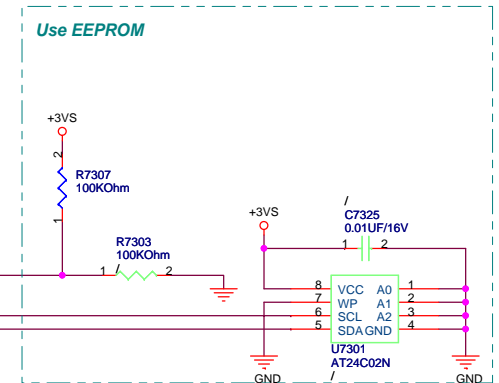 Use EEPROM
+3VS
2
R7307
100KOhm
1
R7303
100KOhm
1 / 2
+3VS
/
C7325
0.01UF/16V
1 2
8 VCC A0 1
7 WP A1 2
6 SCL A2 3
5 SDA GND 4
U7301
AT24C02N
/
GND GND